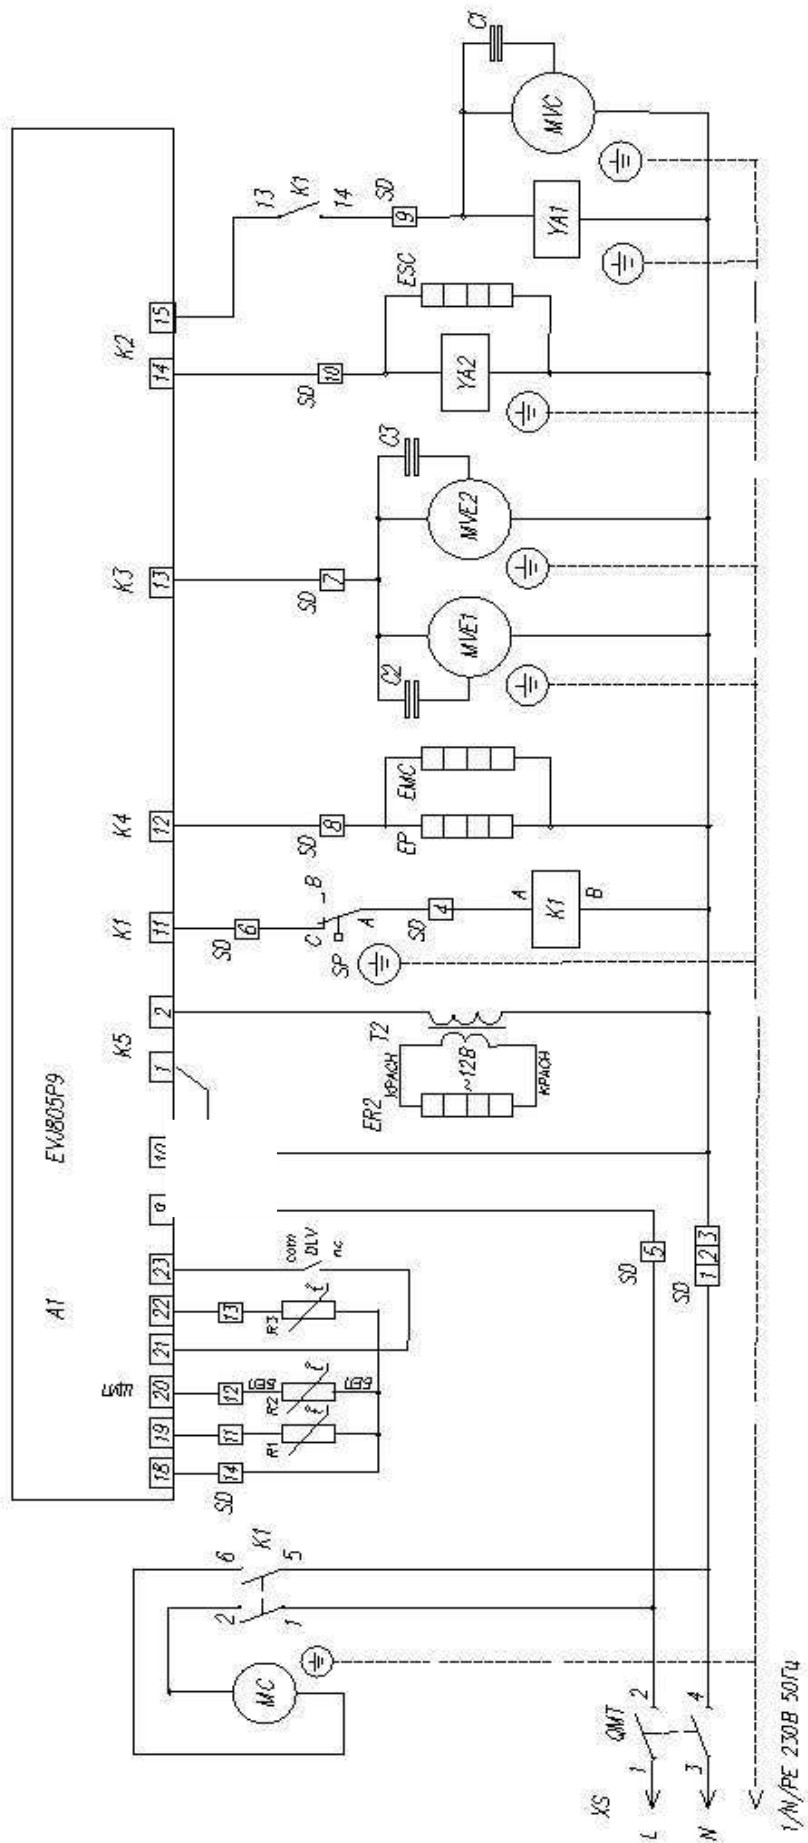 A1 EVJ805P9
K5 K1 K4 K3 K2
18 19 20 21 22 23 1 2 11 12 13 14 15
K1
2 6
1 5
MC
SD 14 11 12 13
R1 R2 R3
t° t° t°
com
DLV
nc
SD 6
C B
SP
A
SD 4
A
K1
B
ER2 T2
КРАСН
~12В
КРАСН
SD 8
EP EMC
SD 7
C2 C3
MVE1 MVE2
SD 10
YA2 ESC
13
K1
14
SD
9
YA1 MVC C1
XS
QMT
L 1 2
N 3 4
SD 5
SD 1 2 3
1/N/PE 230В 50Гц